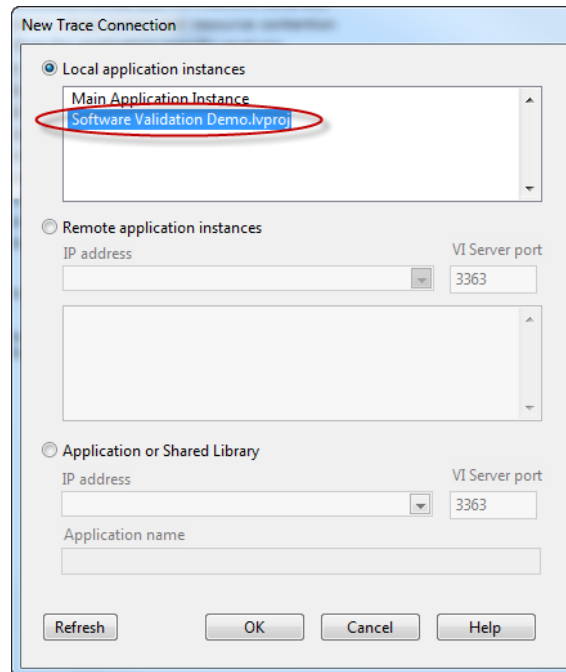 New Trace Connection
Local application instances
Main Application Instance
Software Validation Demo.lvproj
Remote application instances
IP address VI Server port
3363
Application or Shared Library
IP address VI Server port
3363
Application name
Refresh OK Cancel Help